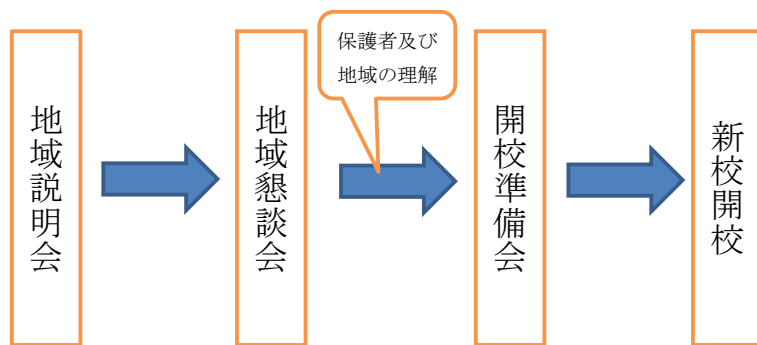 地域説明会
地域懇談会
保護者及び
地域の理解
開校準備会
新校開校